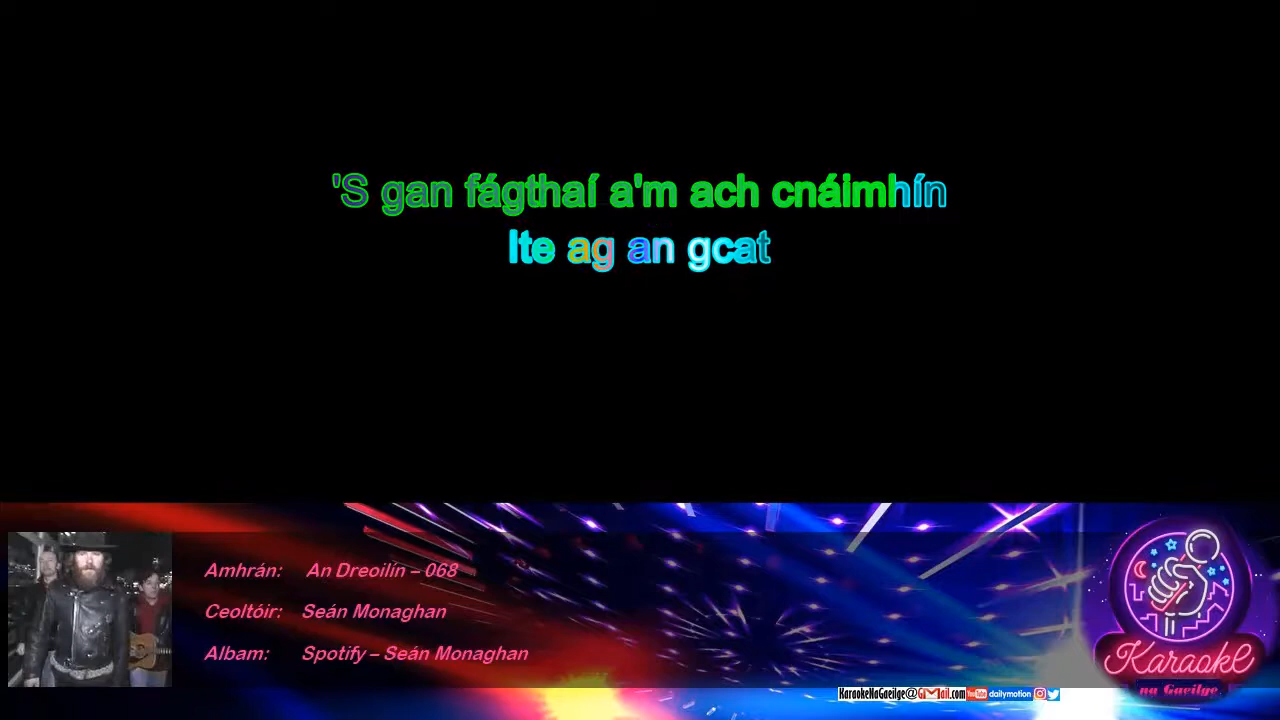 'S gan fágthaí a'm ach cnáimhín
Ite ag an gcat
Amhrán: An Dreoilín – 068
Ceoltóir: Seán Monaghan
Albam: Spotify – Seán Monaghan
Karaoke
na Gaeilge
KaraokeNaGaeilge@GMail.com YouTube dailymotion